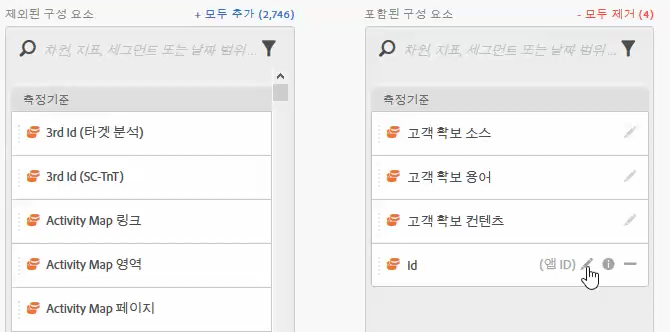 제외된 구성 요소
+ 모두 추가 (2,746)
차원, 지표, 세그먼트 또는 날짜 범위 ...
측정기준
3rd Id (타겟 분석)
3rd Id (SC-TnT)
Activity Map 링크
Activity Map 영역
Activity Map 페이지
포함된 구성 요소
- 모두 제거 (4)
차원, 지표, 세그먼트 또는 날짜 범위 ...
측정기준
고객 확보 소스
고객 확보 용어
고객 확보 컨텐츠
Id (앱 ID)